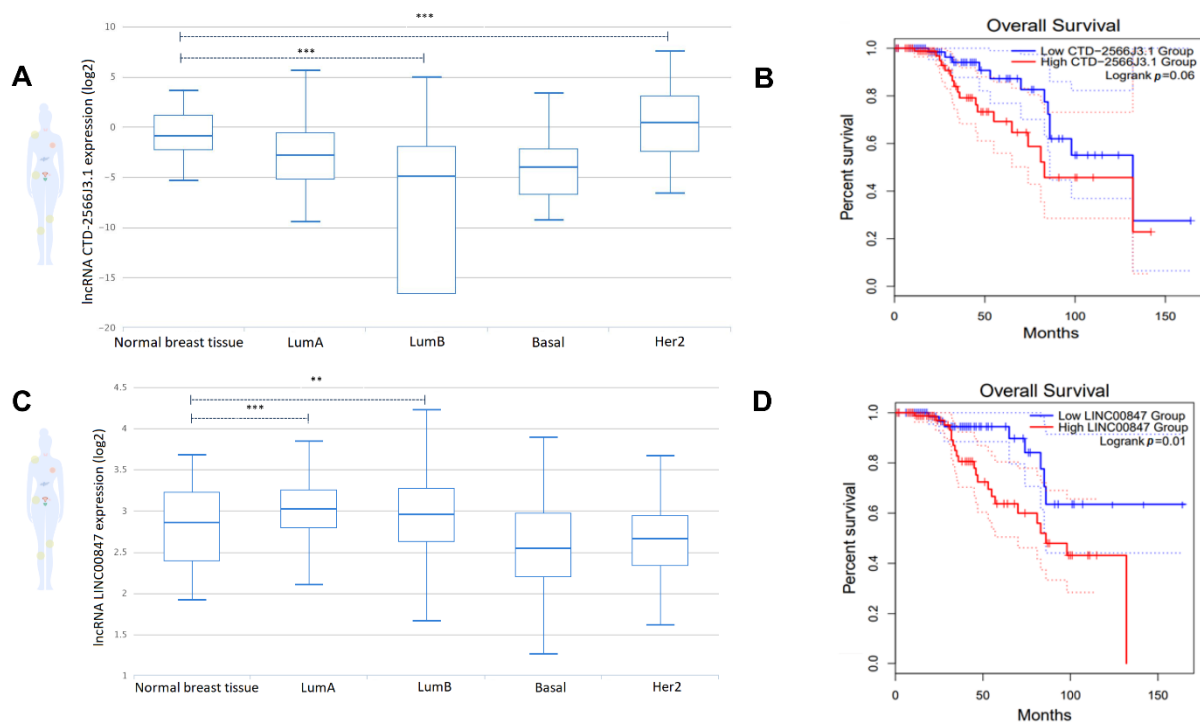 A
lncRNA CTD-2566J3.1 expression (log2)
10
5
0
−5
−10
−15
−20
***
***
Normal breast tissue
LumA
LumB
Basal
Her2
B
Overall Survival
Low CTD−2566J3.1 Group
High CTD−2566J3.1 Group
Logrank p=0.06
Percent survival
1.0
0.8
0.6
0.4
0.2
0.0
0
50
100
150
Months
C
lncRNA LINC00847 expression (log2)
4.5
4
3.5
3
2.5
2
1.5
1
**
***
Normal breast tissue
LumA
LumB
Basal
Her2
D
Overall Survival
Low LINC00847 Group
High LINC00847 Group
Logrank p=0.01
Percent survival
1.0
0.8
0.6
0.4
0.2
0.0
0
50
100
150
Months